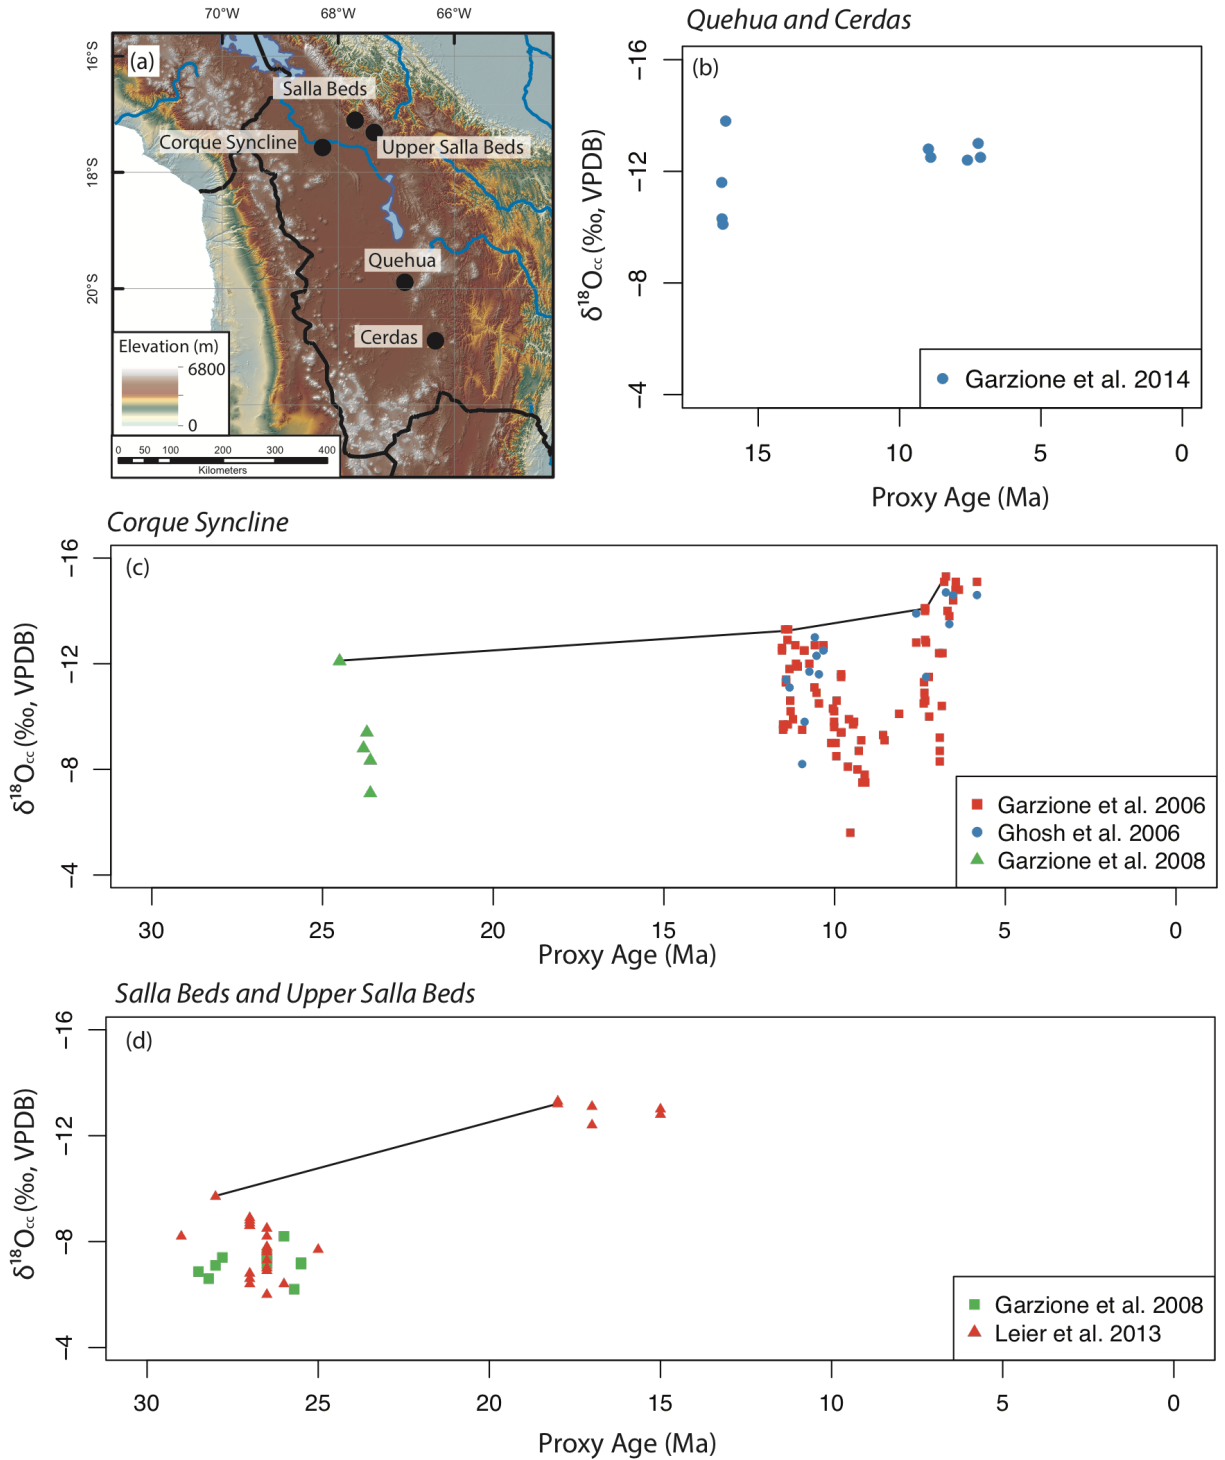 70°W 68°W 66°W
16°S
18°S
20°S
(a)
Salla Beds
Corque Syncline
Upper Salla Beds
Quehua
Cerdas
Elevation (m)
6800
0
0 50 100 200 300 400
Kilometers
Quehua and Cerdas
(b)
δ18Occ (‰, VPDB)
−16
−12
−8
−4
Garzione et al. 2014
15 10 5 0
Proxy Age (Ma)
Corque Syncline
(c)
δ18Occ (‰, VPDB)
−16
−12
−8
−4
Garzione et al. 2006
Ghosh et al. 2006
Garzione et al. 2008
30 25 20 15 10 5 0
Proxy Age (Ma)
Salla Beds and Upper Salla Beds
(d)
δ18Occ (‰, VPDB)
−16
−12
−8
−4
Garzione et al. 2008
Leier et al. 2013
30 25 20 15 10 5 0
Proxy Age (Ma)